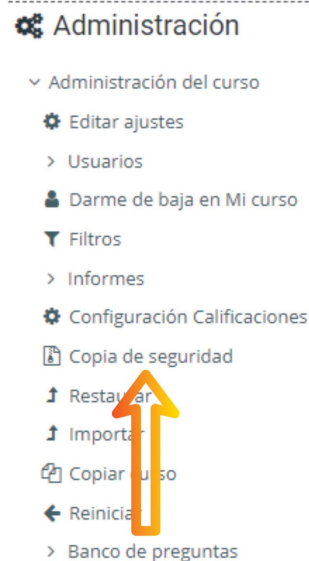 Administración
Administración del curso
Editar ajustes
Usuarios
Darme de baja en Mi curso
Filtros
Informes
Configuración Calificaciones
Copia de seguridad
Restaurar
Importar
Copiar curso
Reiniciar
Banco de preguntas